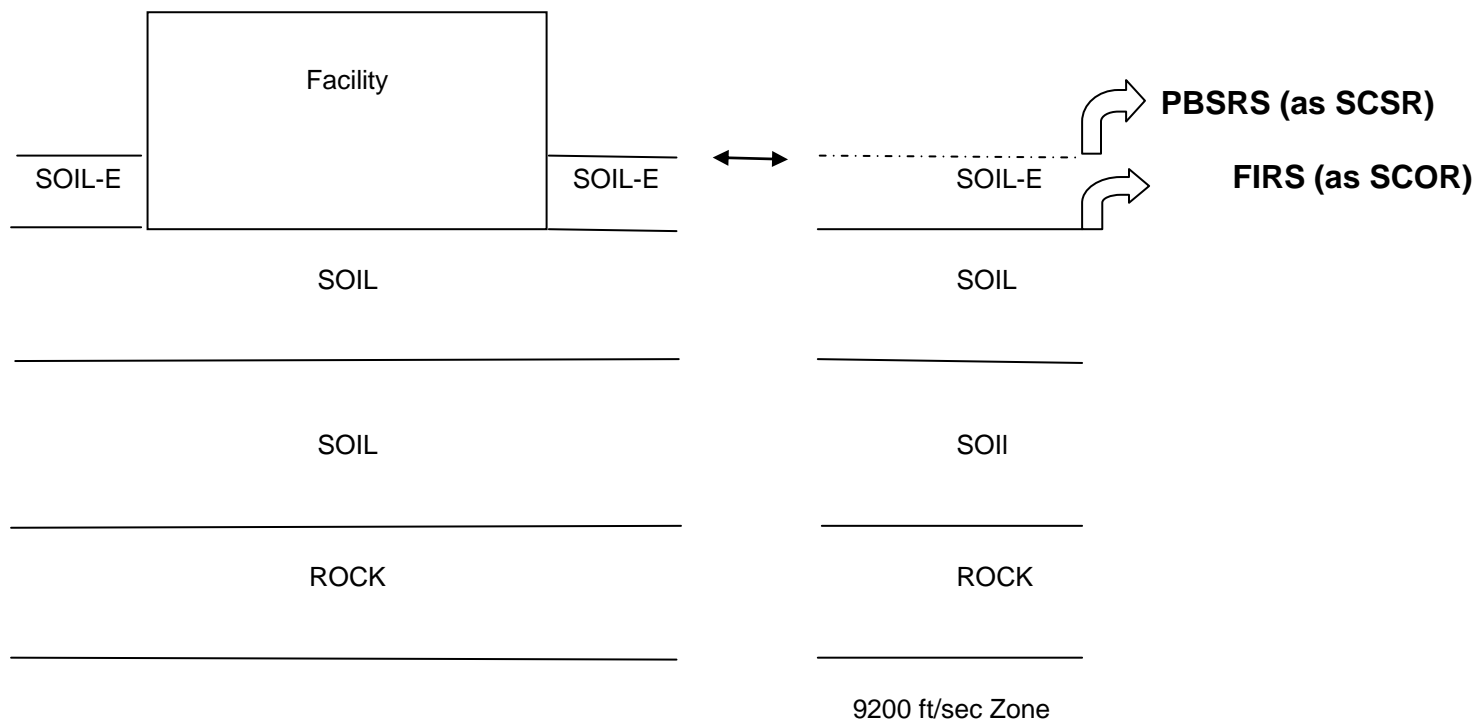 Facility
PBSRS (as SCSR)
SOIL-E
SOIL-E
SOIL-E
FIRS (as SCOR)
SOIL
SOIL
SOIL
SOIl
ROCK
ROCK
9200 ft/sec Zone